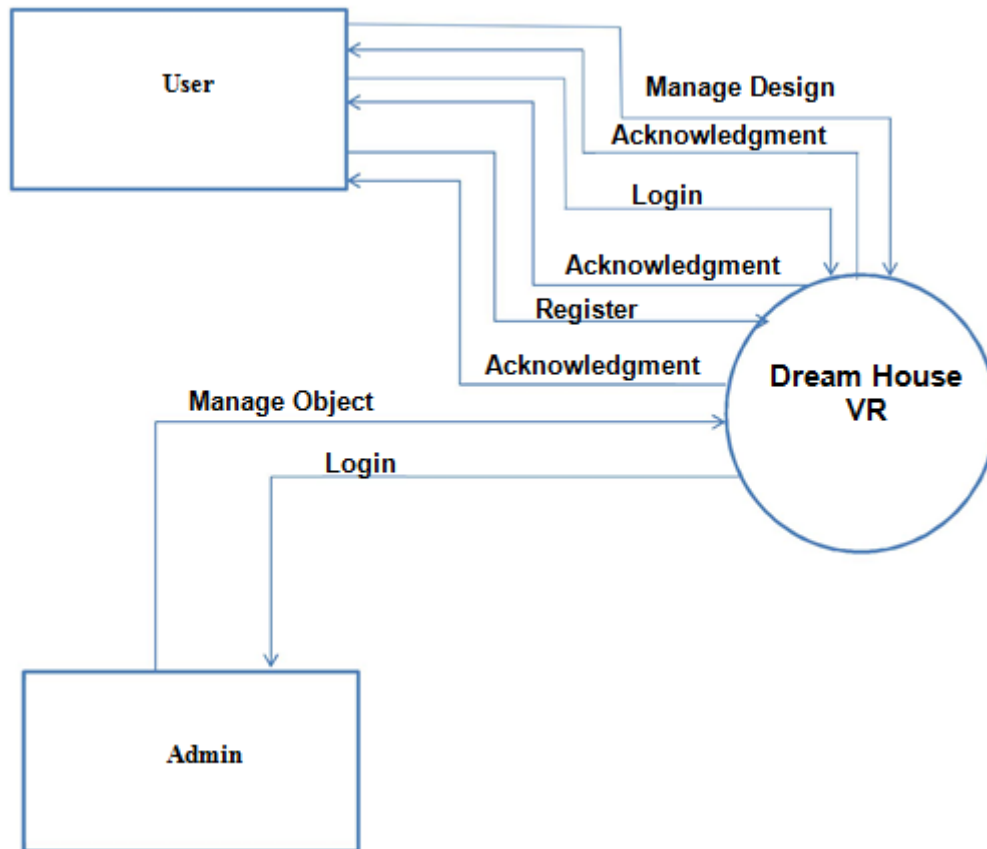 User
Manage Design
Acknowledgment
Login
Acknowledgment
Register
Acknowledgment
Dream House
VR
Manage Object
Login
Admin